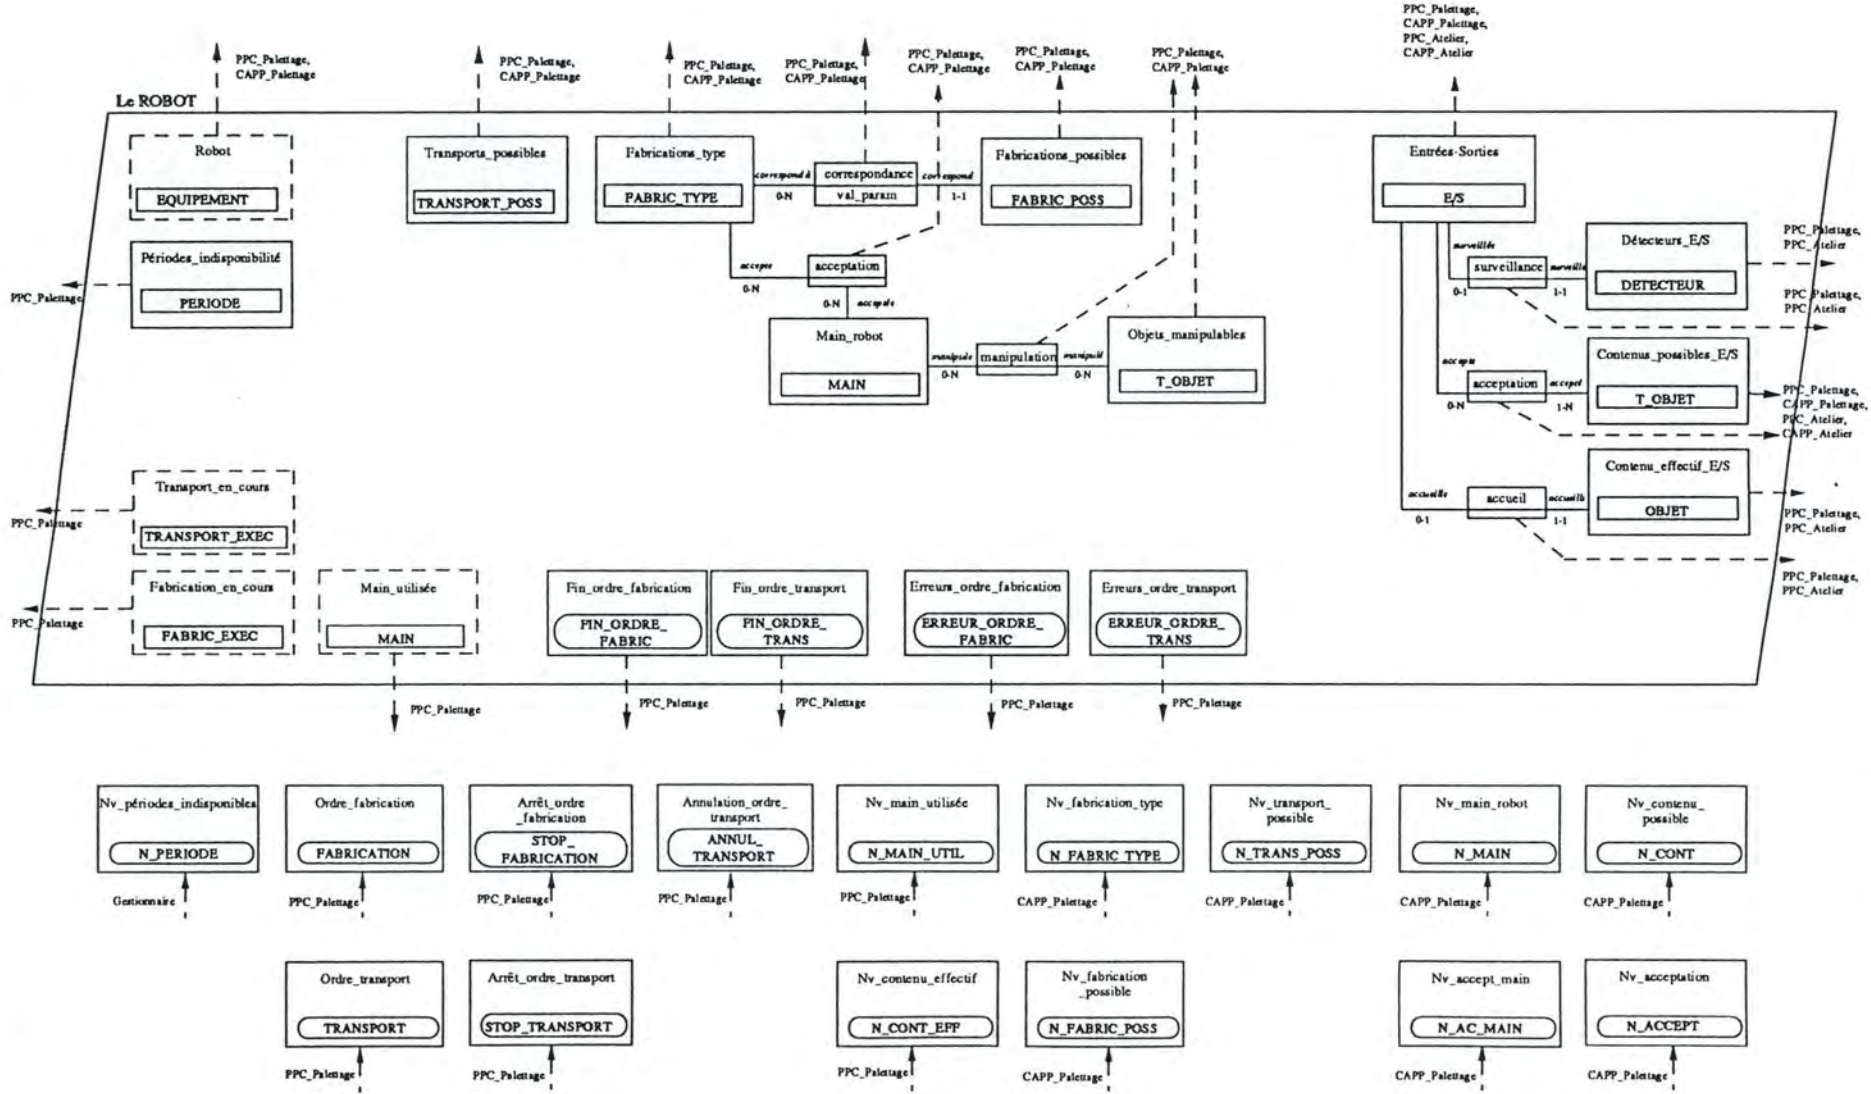 PPC_Palettage,
CAPP_Palettage,
PPC_Atelier,
CAPP_Atelier
PPC_Palettage,
CAPP_Palettage
PPC_Palettage,
CAPP_Palettage
PPC_Palettage,
CAPP_Palettage
PPC_Palettage,
CAPP_Palettage
PPC_Palettage,
CAPP_Palettage
PPC_Palettage,
CAPP_Palettage
PPC_Palettage,
CAPP_Palettage
Le ROBOT
Robot
EQUIPEMENT
Transports_possibles
TRANSPORT_POSS
Fabrications_type
FABRIC_TYPE
correspond à
0-N
correspondance
val_param
correspond
1-1
Fabrications_possibles
FABRIC_POSS
Entrées-Sorties
E/S
Périodes_indisponibilité
PERIODE
PPC_Palettage
accepte
0-N
acceptation
0-N
acceptée
Main_robot
MAIN
manipule
0-N
manipulation
manipulé
0-N
Objets_manipulables
T_OBJET
surveillée
0-1
surveillance
surveille
1-1
Détecteurs_E/S
DETECTEUR
PPC_Palettage,
PPC_Atelier
PPC_Palettage,
PPC_Atelier
accepte
0-N
acceptation
accepté
1-N
Contenus_possibles_E/S
T_OBJET
PPC_Palettage,
CAPP_Palettage,
PPC_Atelier,
CAPP_Atelier
accueille
0-1
accueil
accueilli
1-1
Contenu_effectif_E/S
OBJET
PPC_Palettage,
PPC_Atelier
PPC_Palettage,
PPC_Atelier
Transport_en_cours
TRANSPORT_EXEC
PPC_Palettage
Fabrication_en_cours
FABRIC_EXEC
PPC_Palettage
Main_utilisée
MAIN
Fin_ordre_fabrication
FIN_ORDRE_
FABRIC
Fin_ordre_transport
FIN_ORDRE_
TRANS
Erreurs_ordre_fabrication
ERREUR_ORDRE_
FABRIC
Erreurs_ordre_transport
ERREUR_ORDRE_
TRANS
PPC_Palettage
PPC_Palettage
PPC_Palettage
PPC_Palettage
PPC_Palettage
Nv_périodes_indisponibles
N_PERIODE
Gestionnaire
Ordre_fabrication
FABRICATION
PPC_Palettage
Arrêt_ordre
_fabrication
STOP_
FABRICATION
PPC_Palettage
Annulation_ordre_
transport
ANNUL_
TRANSPORT
PPC_Palettage
Nv_main_utilisée
N_MAIN_UTIL
PPC_Palettage
Nv_fabrication_type
N_FABRIC_TYPE
CAPP_Palettage
Nv_transport_
possible
N_TRANS_POSS
CAPP_Palettage
Nv_main_robot
N_MAIN
CAPP_Palettage
Nv_contenu_
possible
N_CONT
CAPP_Palettage
Ordre_transport
TRANSPORT
PPC_Palettage
Arrêt_ordre_transport
STOP_TRANSPORT
PPC_Palettage
Nv_contenu_effectif
N_CONT_EFF
PPC_Palettage
Nv_fabrication
_possible
N_FABRIC_POSS
CAPP_Palettage
Nv_accept_main
N_AC_MAIN
CAPP_Palettage
Nv_acceptation
N_ACCEPT
CAPP_Palettage